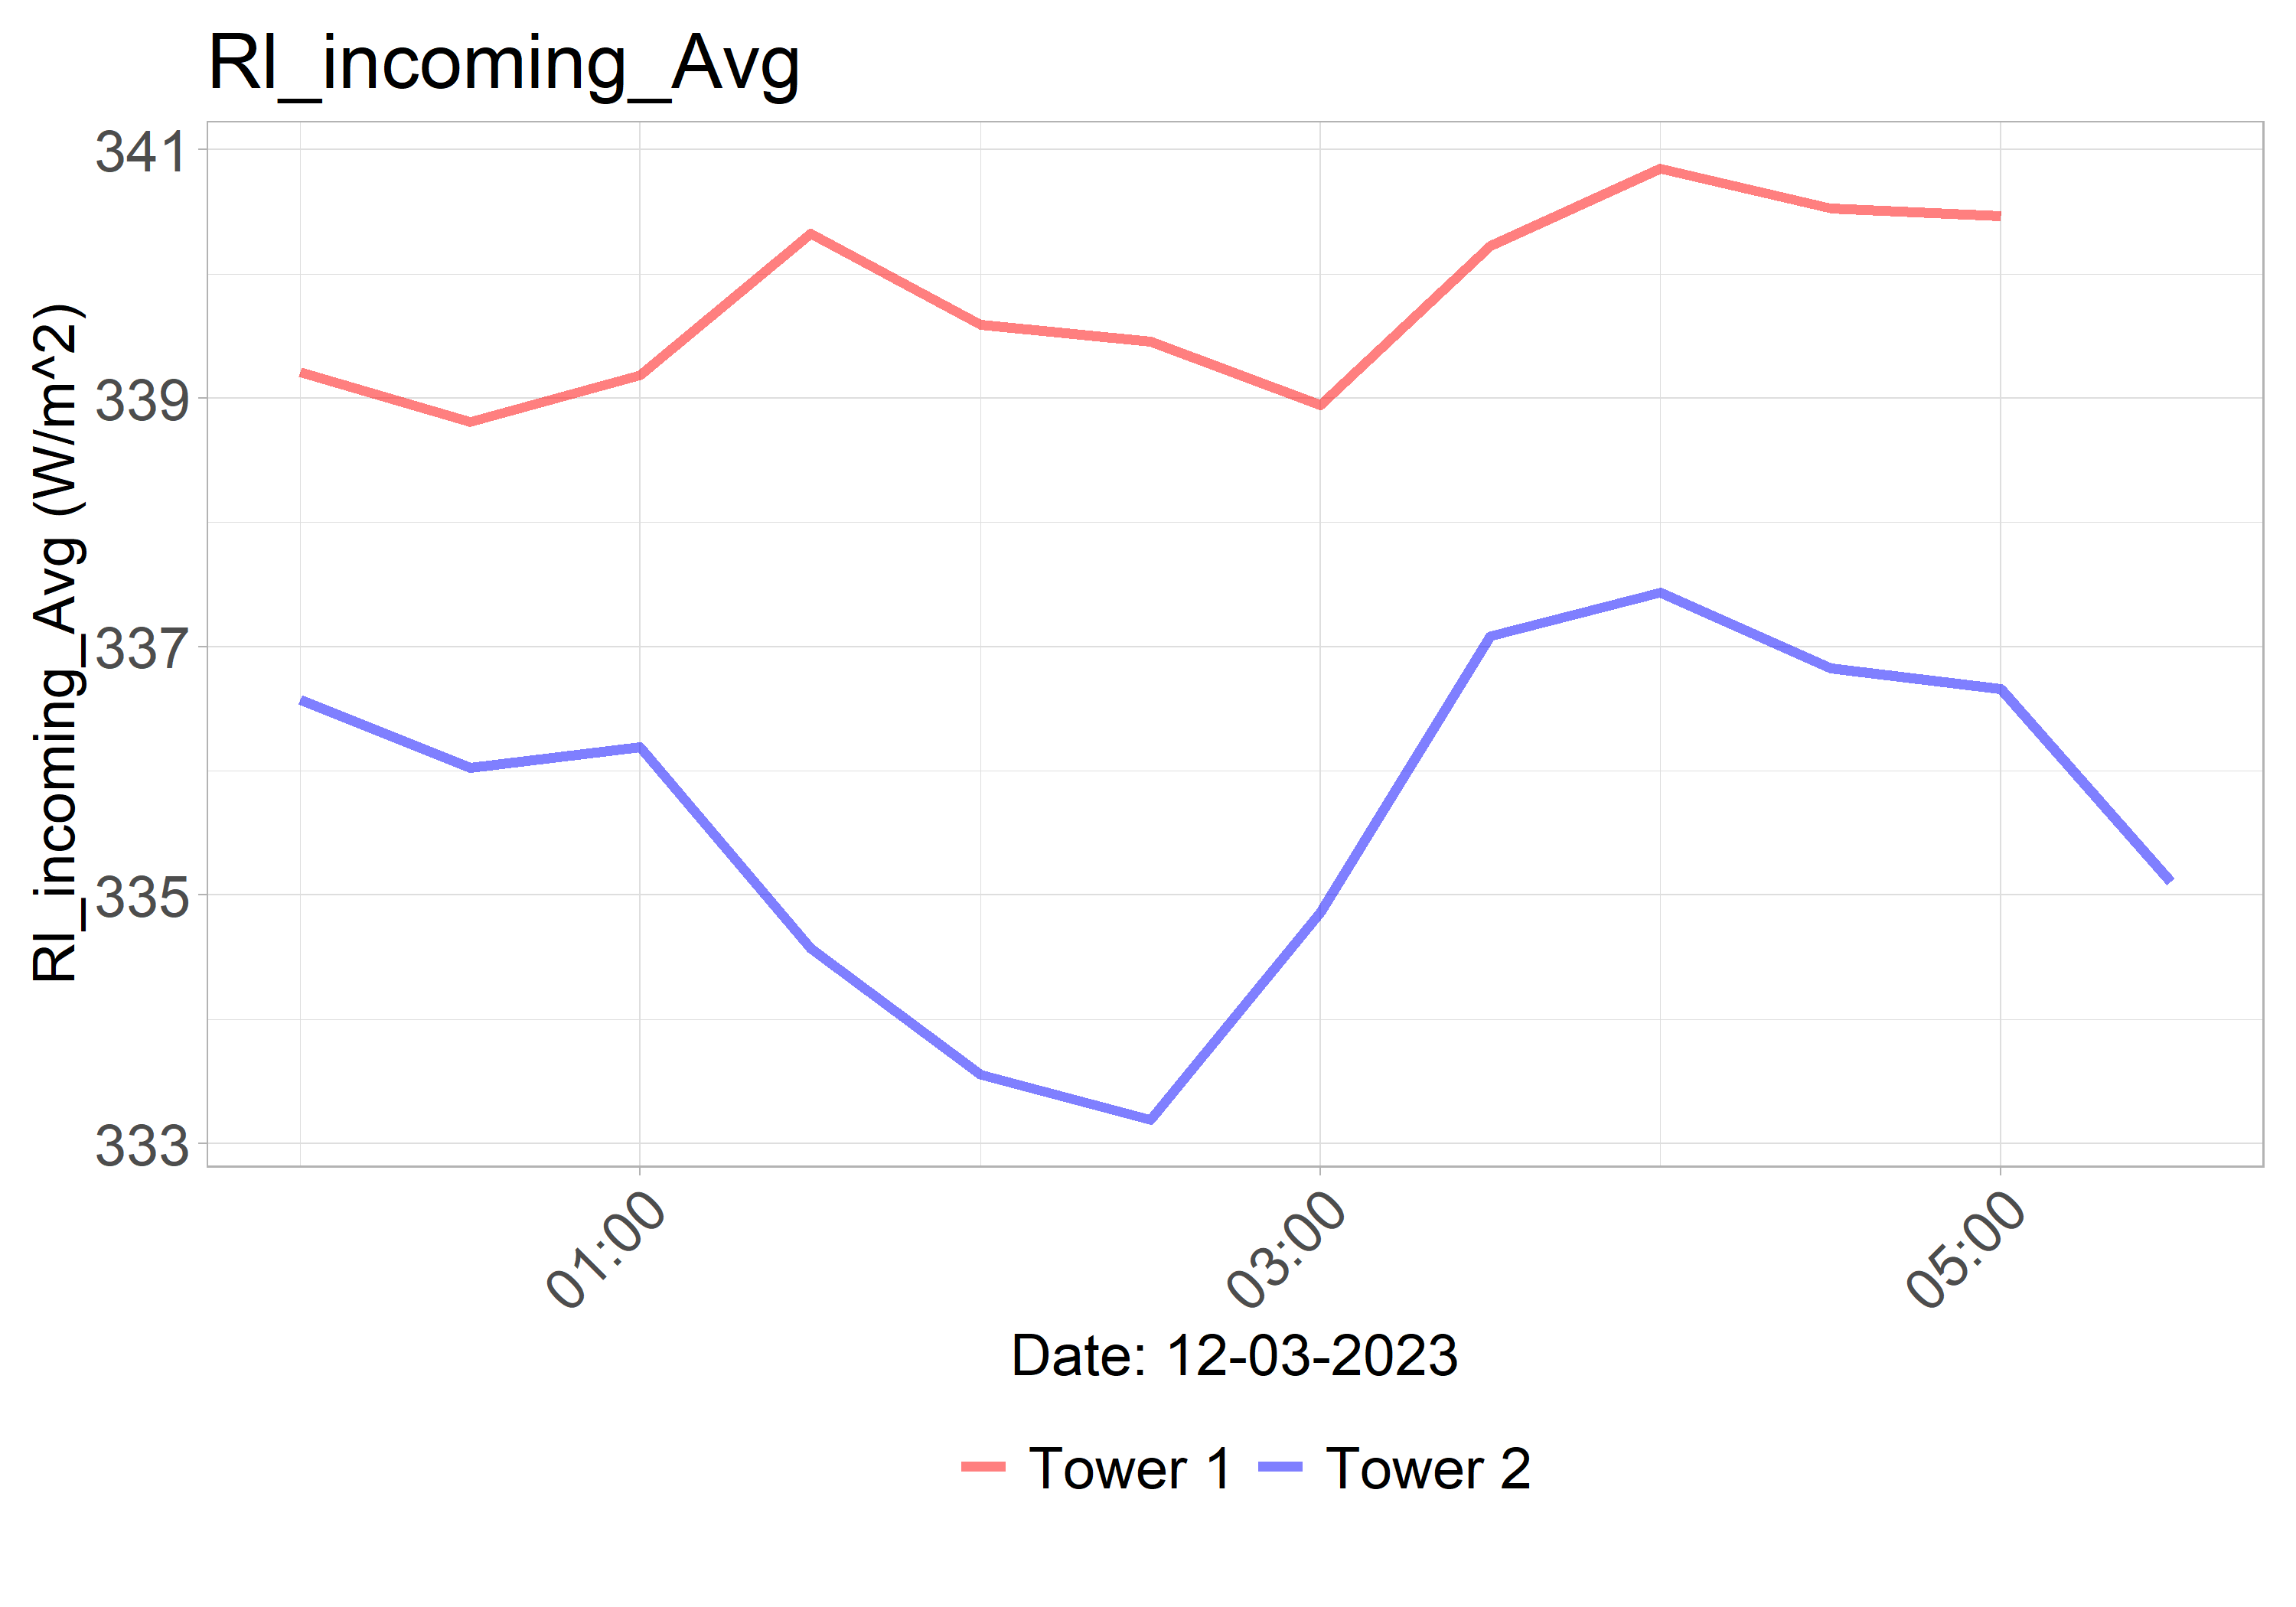 Rl_incoming_Avg
Rl_incoming_Avg (W/m^2)
341
339
337
335
333
01:00
03:00
05:00
Date: 12-03-2023
Tower 1
Tower 2